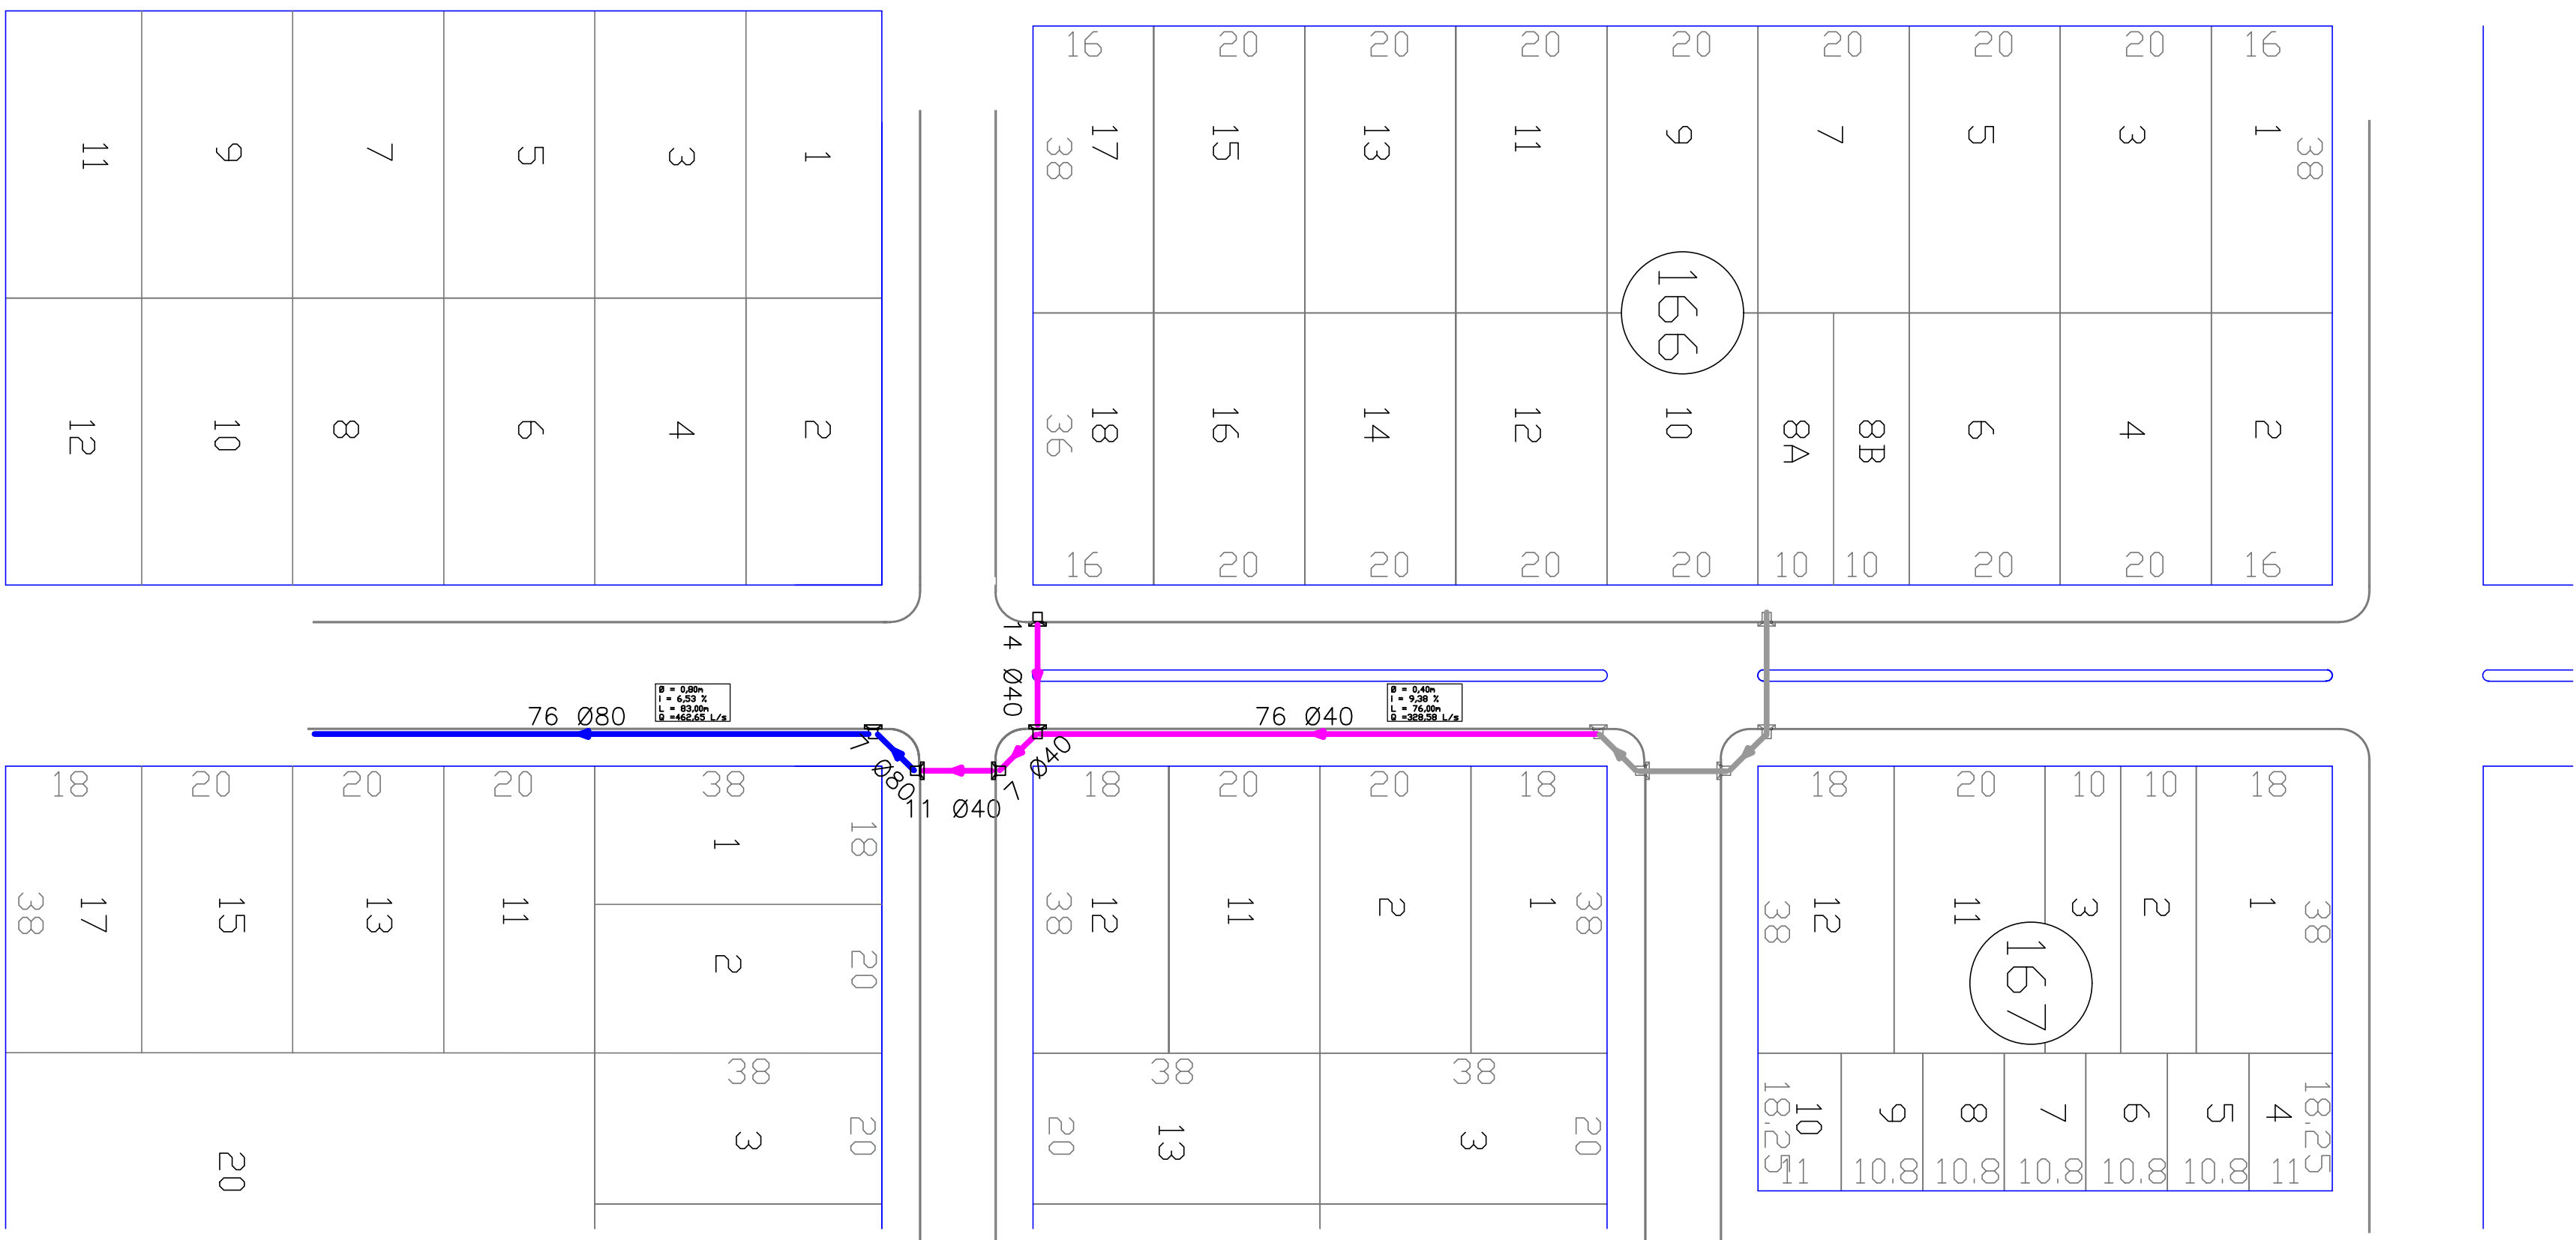 16 20 20 20 20 20 20 20 16
11 9 7 5 3 1
38 17 15 13 11 9 7 5 3 1 38
166
12 10 8 6 4 2
36 18 16 14 12 10 8A 8B 6 4 2
16 20 20 20 20 10 10 20 20 16
14 Ø40
Ø = 0,80m
I = 6,53 %
L = 83,00m
Q =462,65 L/s
Ø = 0,40m
I = 9,38 %
L = 76,00m
Q =328,58 L/s
76 Ø80
76 Ø40
7 Ø80
7 Ø40
11 Ø40
18 20 20 20 38
18 20 20 18
18 20 10 10 18
1 18
38 17 15 13 11
2 20
38 12 11 2 1 38
38 12 11 3 2 1 38
167
38
3 20
20
38 38
20 13 3 20
18.25 10 9 8 7 6 5 4 18.25
11 10.8 10.8 10.8 10.8 10.8 11